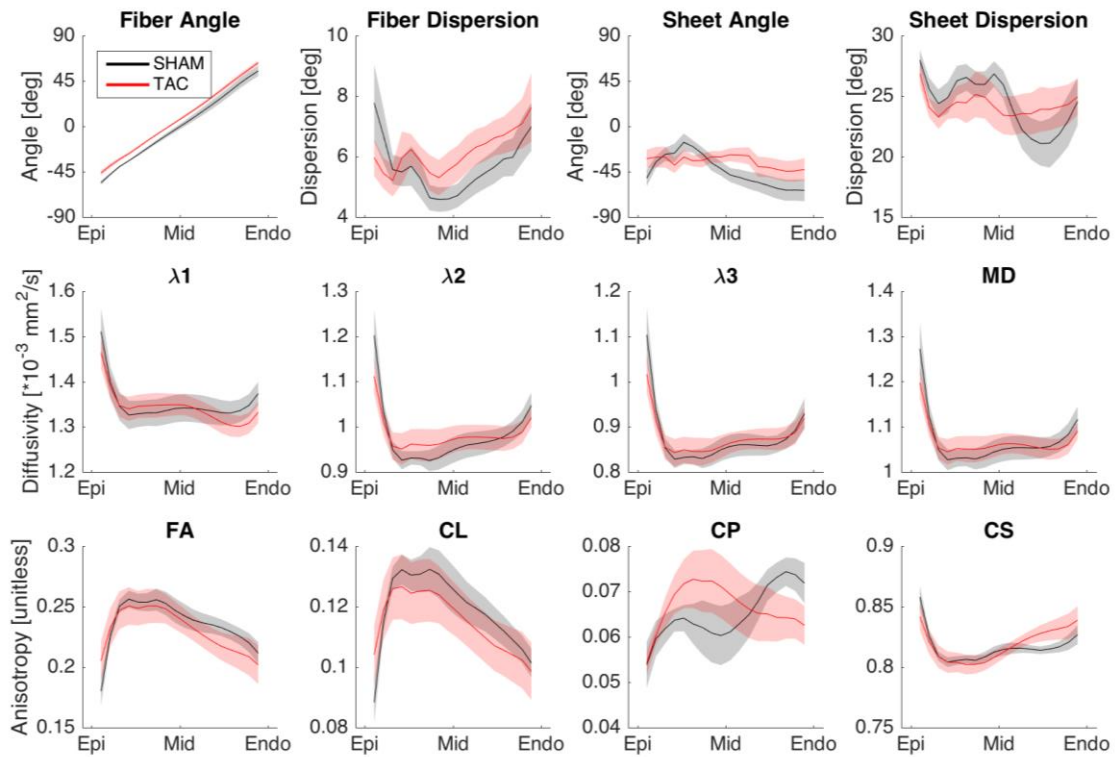 Fiber Angle
Angle [deg]
90
45
0
-45
-90
SHAM
TAC
Epi Mid Endo
Fiber Dispersion
Dispersion [deg]
10
8
6
4
Epi Mid Endo
Sheet Angle
Angle [deg]
90
45
0
-45
-90
Epi Mid Endo
Sheet Dispersion
Dispersion [deg]
30
25
20
15
Epi Mid Endo
λ1
Diffusivity [*10⁻³ mm²/s]
1.6
1.5
1.4
1.3
1.2
Epi Mid Endo
λ2
1.3
1.2
1.1
1
0.9
Epi Mid Endo
λ3
1.2
1.1
1
0.9
0.8
Epi Mid Endo
MD
1.4
1.3
1.2
1.1
1
Epi Mid Endo
FA
Anisotropy [unitless]
0.3
0.25
0.2
0.15
Epi Mid Endo
CL
0.14
0.12
0.1
0.08
Epi Mid Endo
CP
0.08
0.07
0.06
0.05
0.04
Epi Mid Endo
CS
0.9
0.85
0.8
0.75
Epi Mid Endo